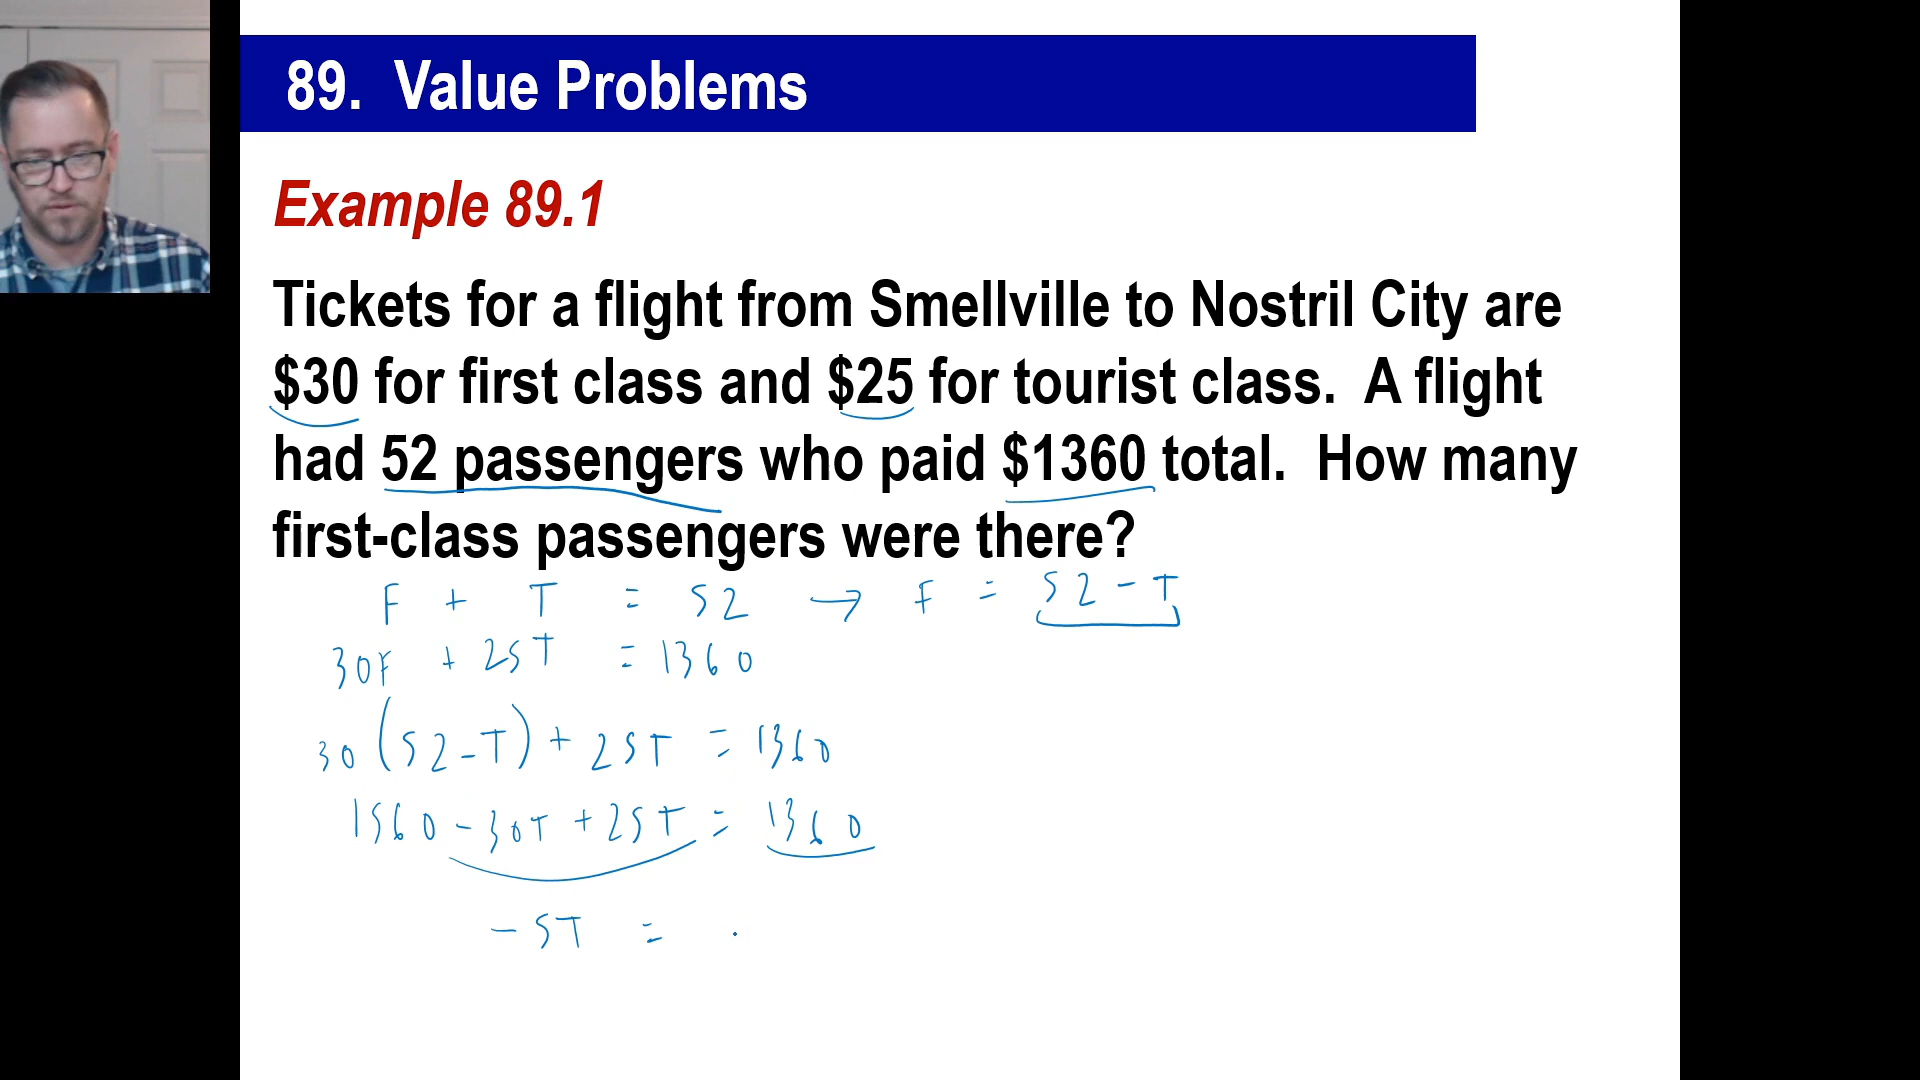 89. Value Problems
Example 89.1
Tickets for a flight from Smellville to Nostril City are
$30 for first class and $25 for tourist class. A flight
had 52 passengers who paid $1360 total. How many
first-class passengers were there?
F + T = 52 → F = 52 - T
30F + 25T = 1360
30 (52 - T) + 25T = 1360
1560 - 30T + 25T = 1360
- 5T =